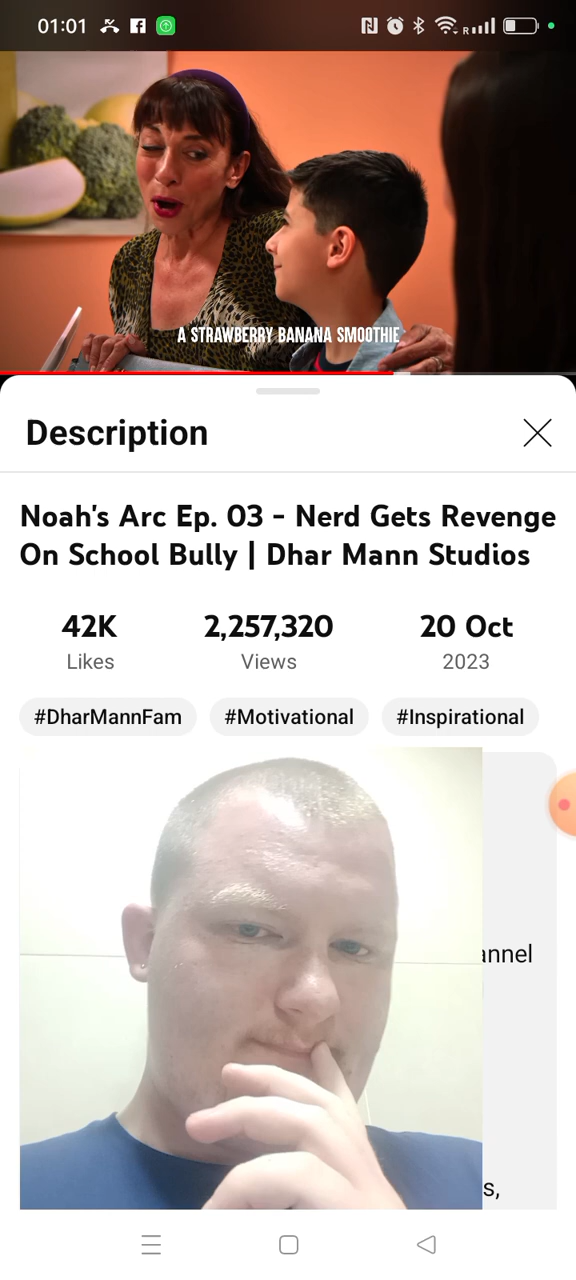 01:01
R
A STRAWBERRY BANANA SMOOTHIE
Description
Noah's Arc Ep. 03 - Nerd Gets Revenge
On School Bully | Dhar Mann Studios
42K 2,257,320 20 Oct
Likes Views 2023
#DharMannFam #Motivational #Inspirational
annel
s,